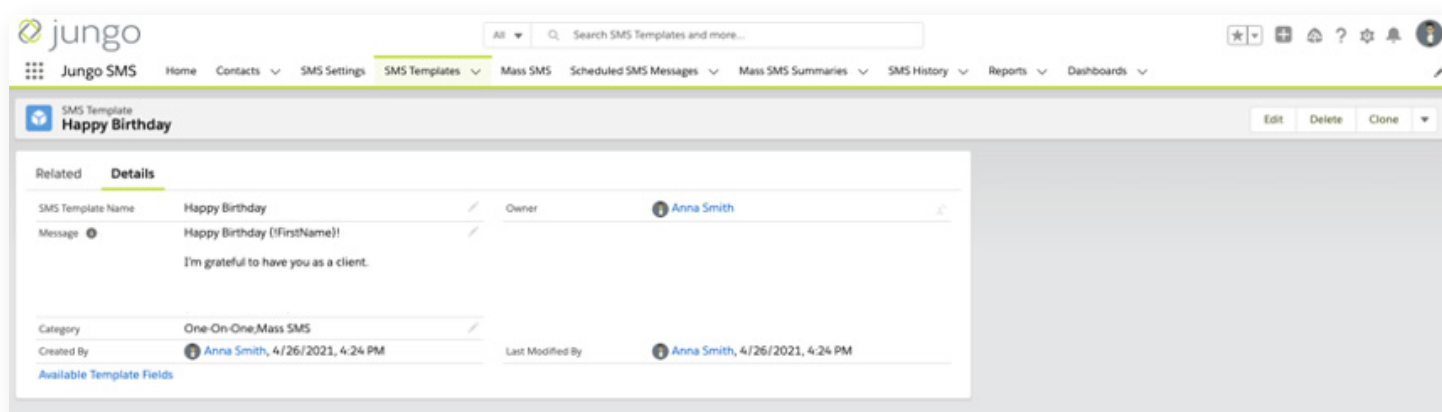 jungo
All
Search SMS Templates and more...
Jungo SMS Home Contacts SMS Settings SMS Templates Mass SMS Scheduled SMS Messages Mass SMS Summaries SMS History Reports Dashboards
SMS Template
Happy Birthday
Edit Delete Clone
Related Details
SMS Template Name Happy Birthday Owner Anna Smith
Message Happy Birthday {!FirstName}!
I'm grateful to have you as a client.
Category One-On-One;Mass SMS
Created By Anna Smith, 4/26/2021, 4:24 PM Last Modified By Anna Smith, 4/26/2021, 4:24 PM
Available Template Fields